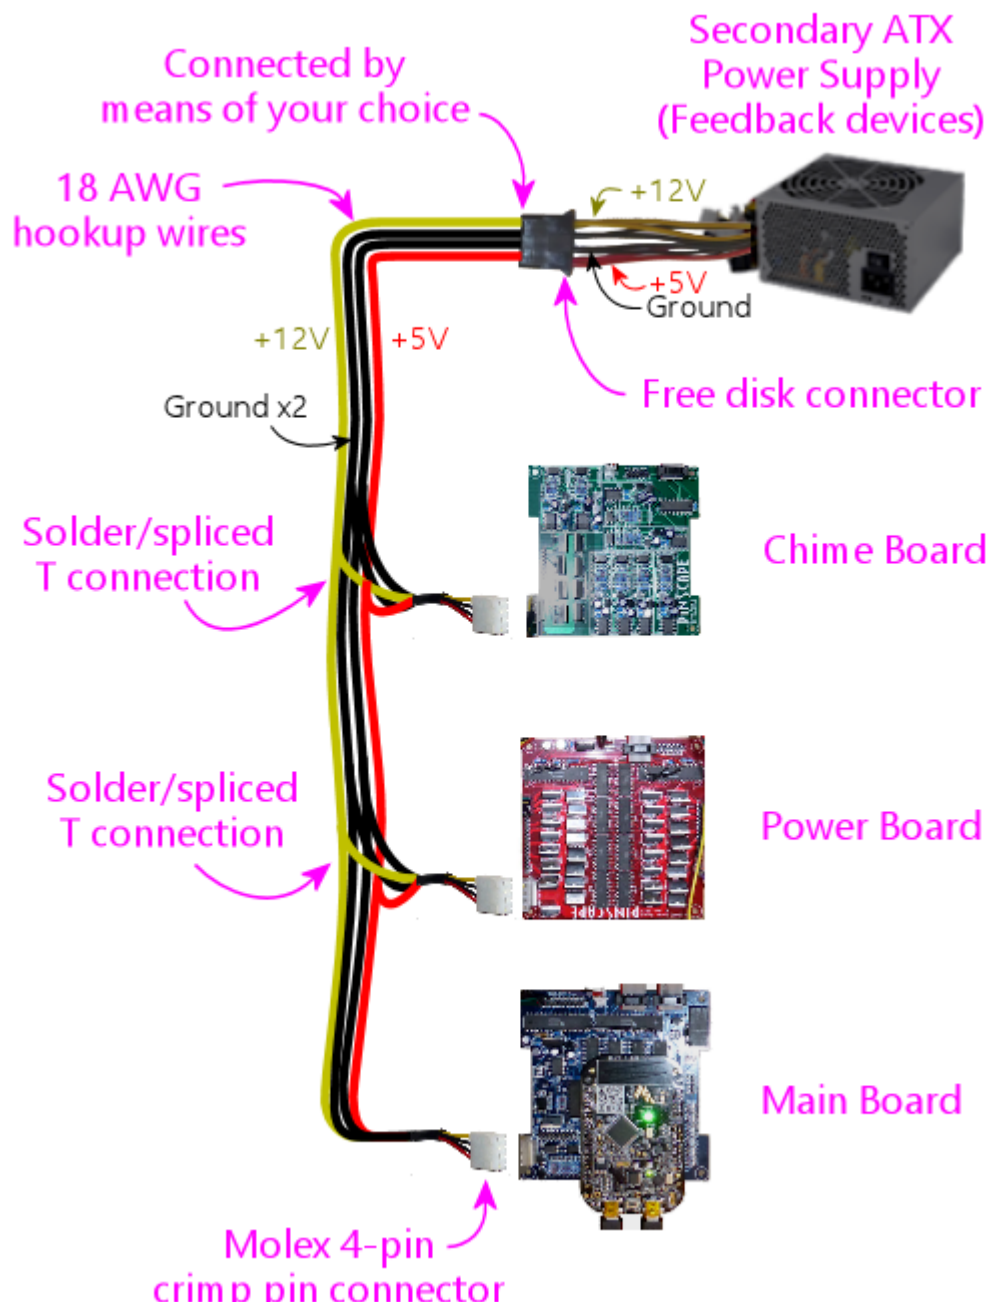 Secondary ATX
Power Supply
(Feedback devices)
Connected by
means of your choice
18 AWG
hookup wires
+12V
+5V
Ground
+12V
+5V
Free disk connector
Ground x2
Solder/spliced
T connection
Chime Board
PINSCAPE
Solder/spliced
T connection
Power Board
PINSCAPE
Main Board
Molex 4-pin
crimp pin connector